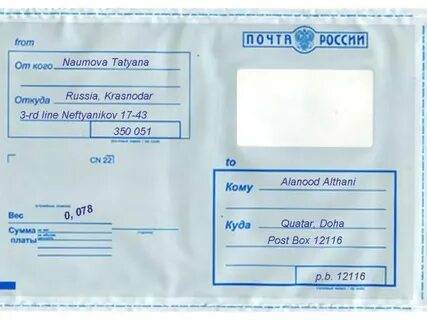 from
ПОЧТА РОССИИ
От кого Naumova Tatyana
Откуда Russia, Krasnodar
3-rd line Neftyanikov 17-43
350 051
CN 22
to
Кому Alanood Althani
Куда Quatar, Doha
Post Box 12116
p.b. 12116
Вес 0, 078
Сумма
платы